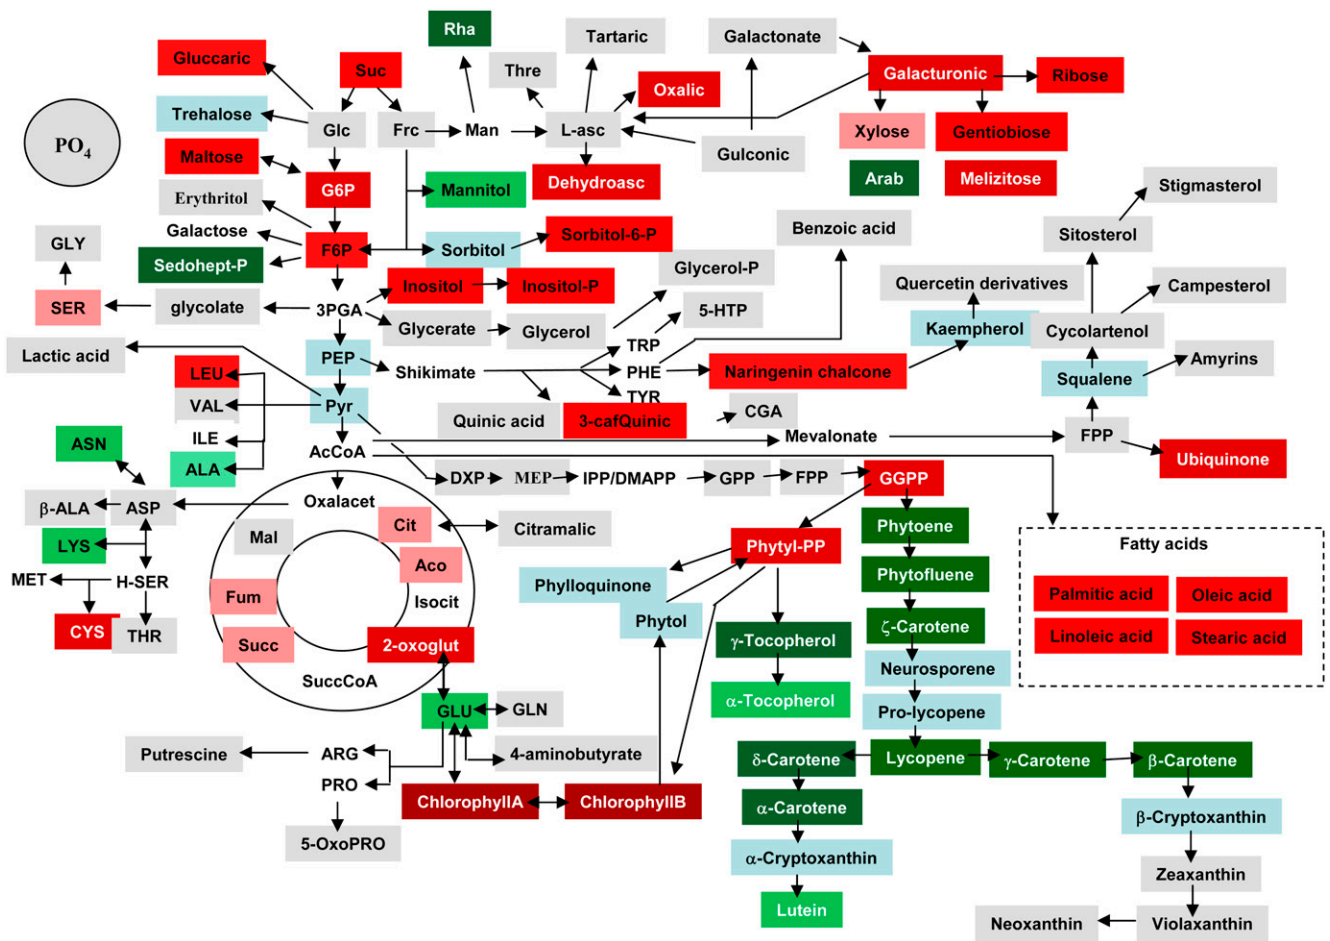 Rha
Tartaric
Galactonate
Gluccaric
Suc
Thre
Oxalic
Galacturonic
Ribose
Trehalose
Glc
Frc
Man
L-asc
Xylose
Gentiobiose
PO4
Maltose
Gulconic
G6P
Mannitol
Dehydroasc
Arab
Melizitose
Stigmasterol
Erythritol
Galactose
F6P
Sorbitol
Sorbitol-6-P
Benzoic acid
Sitosterol
GLY
Sedohept-P
Glycerol-P
Inositol
Inositol-P
Quercetin derivatives
Campesterol
SER
glycolate
3PGA
5-HTP
Glycerate
Glycerol
Kaempherol
Cycolartenol
Lactic acid
PEP
TRP
Amyrins
LEU
Shikimate
PHE
Naringenin chalcone
Squalene
VAL
Pyr
TYR
Quinic acid
3-cafQuinic
CGA
ASN
ILE
Mevalonate
FPP
AcCoA
Ubiquinone
ALA
DXP
MEP
IPP/DMAPP
GPP
FPP
GGPP
β-ALA
ASP
Oxalacet
Cit
Citramalic
Phytoene
LYS
Mal
Phytyl-PP
Fatty acids
Aco
MET
H-SER
Phylloquinone
Phytofluene
Fum
Isocit
Palmitic acid
Oleic acid
Phytol
CYS
THR
Succ
2-oxoglut
γ-Tocopherol
ζ-Carotene
Linoleic acid
Stearic acid
SuccCoA
Neurosporene
α-Tocopherol
GLU
GLN
Pro-lycopene
Putrescine
ARG
4-aminobutyrate
δ-Carotene
Lycopene
γ-Carotene
β-Carotene
PRO
ChlorophyllA
ChlorophyllB
α-Carotene
β-Cryptoxanthin
5-OxoPRO
α-Cryptoxanthin
Zeaxanthin
Lutein
Neoxanthin
Violaxanthin